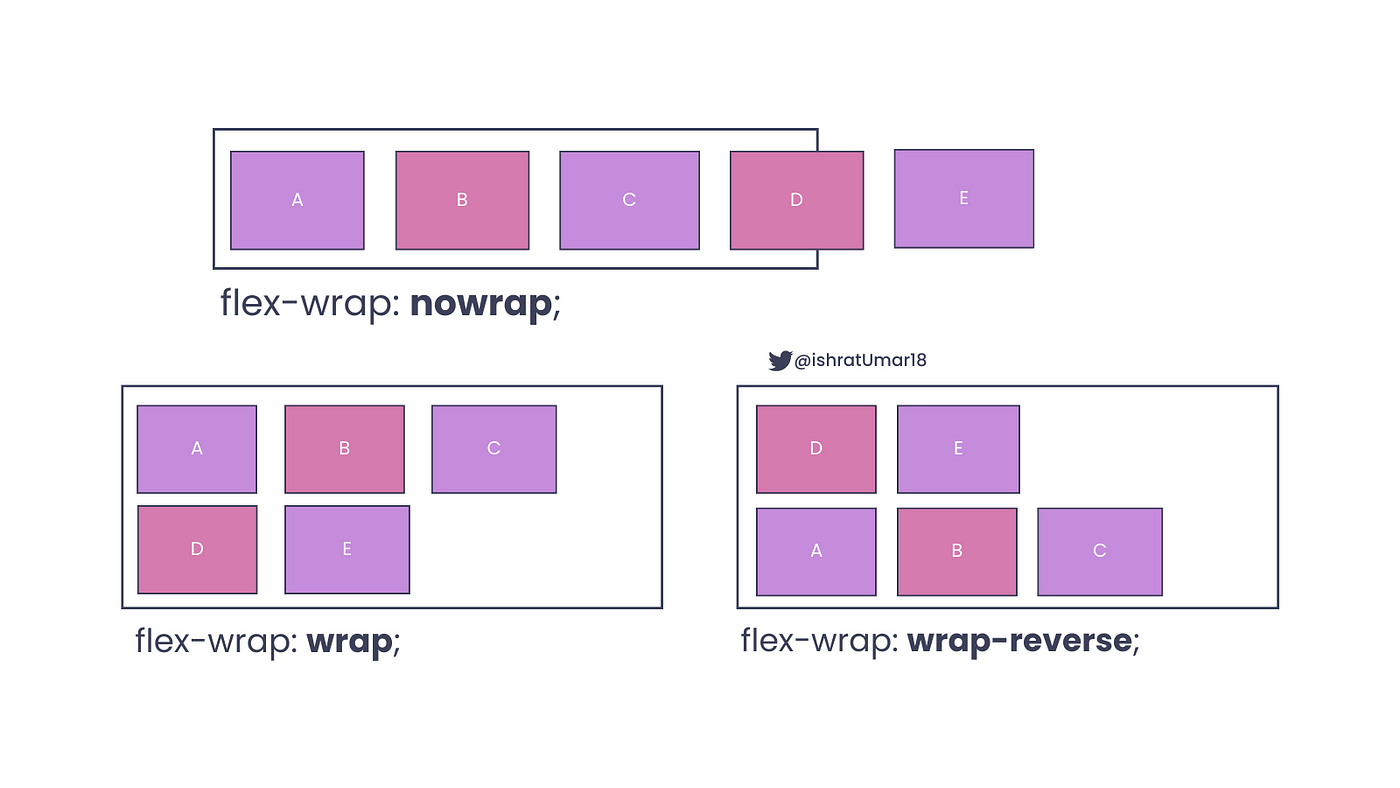 A B C D E
flex-wrap: nowrap;
@ishratUmar18
A B C
D E
flex-wrap: wrap;
D E
A B C
flex-wrap: wrap-reverse;